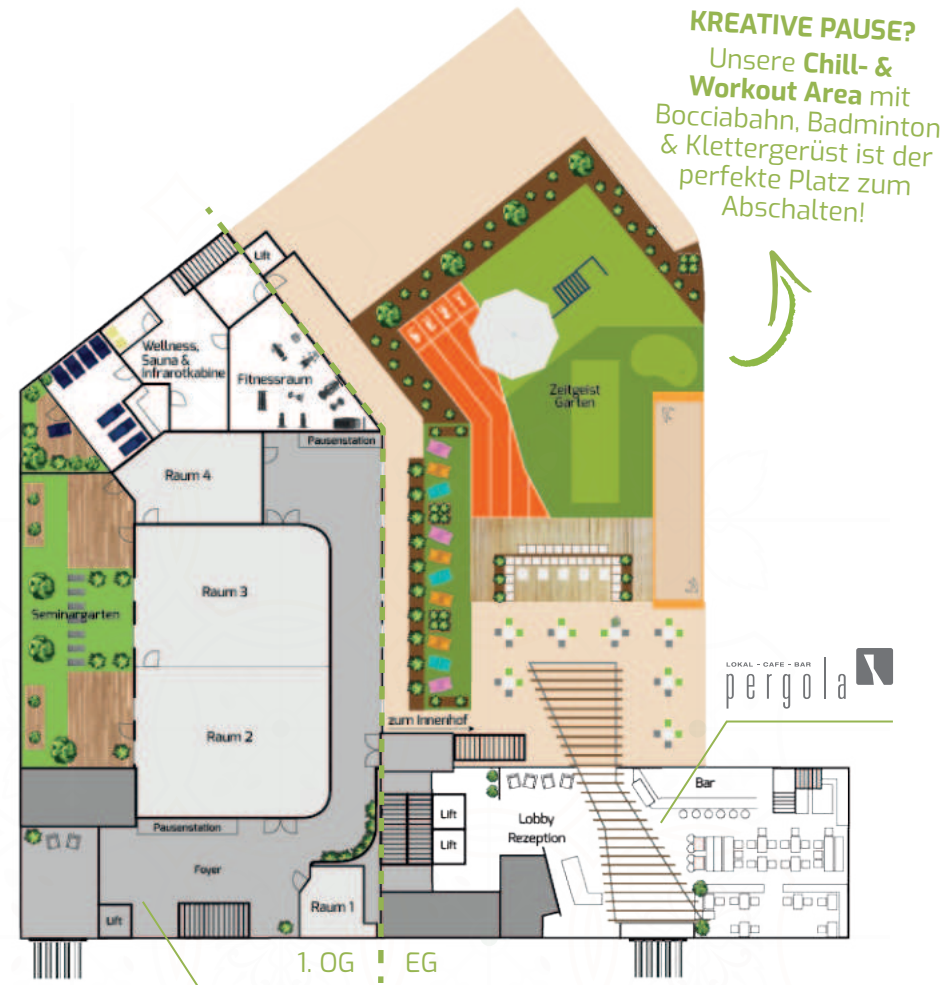 KREATIVE PAUSE?
Unsere Chill- &
Workout Area mit
Bocciabahn, Badminton
& Klettergerüst ist der
perfekte Platz zum
Abschalten!
Lift
Wellness,
Sauna &
Infrarotkabine
Fitnessraum
Zeitgeist
Garten
Pausenstation
Raum 4
Raum 3
Seminargarten
Raum 2
zum Innenhof
LOKAL - CAFE - BAR
pergola
Bar
Lift
Lobby
Rezeption
Lift
Pausenstation
Foyer
Raum 1
Lift
1. OG
EG